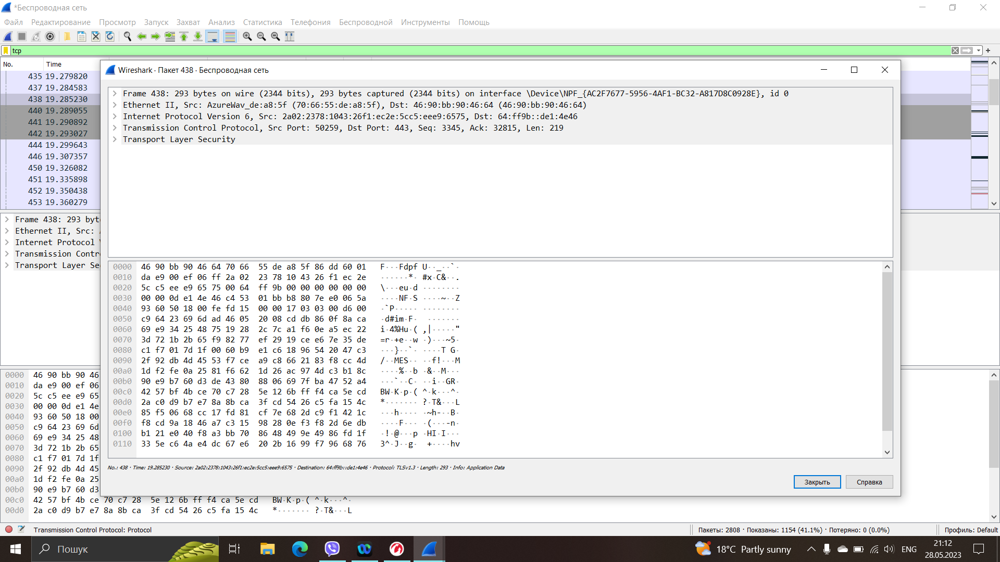 *Беспроводная сеть
Файл Редактирование Просмотр Запуск Захват Анализ Статистика Телефония Беспроводной Инструменты Помощь
tcp
No. Time
435 19.279820
437 19.284583
438 19.285230
440 19.289055
441 19.290892
442 19.293027
444 19.299643
446 19.307357
450 19.326082
451 19.335898
452 19.350438
453 19.360279
Frame 438: 293 byt
Ethernet II, Src:
Internet Protocol
Transmission Contr
Transport Layer Se
0000 46 90 bb 90 46
0010 da e9 00 ef 06
0020 5c c5 ee e9 65
0030 00 00 0d e1 4e
0040 93 60 50 18 00
0050 c9 64 23 69 6d
0060 69 e9 34 25 48
0070 3d 72 1b 2b 65
0080 c1 f7 01 7d 1f
0090 2f 92 db 4d 45
00a0 1d f2 fe 0a 25
00b0 90 e9 b7 60 d3
00c0 42 57 bf 4b ce 70 c7 28 5e 12 6b ff f4 ca 5e cd BW·K·p·( ^·k···^·
00d0 2a c0 d9 b7 e7 8a 8b ca 3f cd 54 26 c5 fa 15 4c *······· ?·T&···L
Wireshark · Пакет 438 · Беспроводная сеть
Frame 438: 293 bytes on wire (2344 bits), 293 bytes captured (2344 bits) on interface \Device\NPF_{AC2F7677-5956-4AF1-BC32-A817D8C0928E}, id 0
Ethernet II, Src: AzureWav_de:a8:5f (70:66:55:de:a8:5f), Dst: 46:90:bb:90:46:64 (46:90:bb:90:46:64)
Internet Protocol Version 6, Src: 2a02:2378:1043:26f1:ec2e:5cc5:eee9:6575, Dst: 64:ff9b::de1:4e46
Transmission Control Protocol, Src Port: 50259, Dst Port: 443, Seq: 3345, Ack: 32815, Len: 219
Transport Layer Security
0000 46 90 bb 90 46 64 70 66 55 de a8 5f 86 dd 60 01 F···Fdpf U··_··`·
0010 da e9 00 ef 06 ff 2a 02 23 78 10 43 26 f1 ec 2e ······*· #x·C&··.
0020 5c c5 ee e9 65 75 00 64 ff 9b 00 00 00 00 00 00 \···eu·d ········
0030 00 00 0d e1 4e 46 c4 53 01 bb b8 80 7e e0 06 5a ····NF·S ····~··Z
0040 93 60 50 18 00 fe fd 15 00 00 17 03 03 00 d6 00 ·`P····· ········
0050 c9 64 23 69 6d ad 46 05 20 08 cd db 86 0f 8a ca ·d#im·F· ·······
0060 69 e9 34 25 48 75 19 28 2c 7c a1 f6 0e a5 ec 22 i·4%Hu·( ,|·····"
0070 3d 72 1b 2b 65 f9 82 77 ef 29 19 ce e6 7e 35 de =r·+e··w ·)···~5·
0080 c1 f7 01 7d 1f 00 60 b9 e1 c6 18 96 54 20 47 c3 ···}··`· ····T G·
0090 2f 92 db 4d 45 53 f7 ce a9 c8 66 21 83 f8 cc 4d /··MES·· ··f!···M
00a0 1d f2 fe 0a 25 81 f6 62 1d 26 ac 97 4d c3 b1 8c ····%··b ·&··M···
00b0 90 e9 b7 60 d3 de 43 80 88 06 69 7f ba 47 52 a4 ···`··C· ··i··GR·
00c0 42 57 bf 4b ce 70 c7 28 5e 12 6b ff f4 ca 5e cd BW·K·p·( ^·k···^·
00d0 2a c0 d9 b7 e7 8a 8b ca 3f cd 54 26 c5 fa 15 4c *······· ?·T&···L
00e0 85 f5 06 68 cc 17 fd 81 cf 7e 68 2d c9 f1 42 1c ···h···· ·~h-··B·
00f0 f8 cd 9a 18 46 a7 c3 15 98 28 0e f3 f8 2d 6e db ····F··· ·(···-n·
0100 b1 21 e0 40 f8 a3 bb 70 86 48 49 9e 49 86 fd 1f ·!·@···p ·HI·I···
0110 33 5e c6 4a e4 dc 67 e6 20 2b 16 99 f7 96 68 76 3^·J··g· +····hv
No.: 438 · Time: 19.285230 · Source: 2a02:2378:1043:26f1:ec2e:5cc5:eee9:6575 · Destination: 64:ff9b::de1:4e46 · Protocol: TLSv1.3 · Length: 293 · Info: Application Data
Закрыть Справка
Transmission Control Protocol: Protocol
Пакеты: 2808 · Показаны: 1154 (41.1%) · Потеряно: 0 (0.0%)
Профиль: Default
Пошук
18°C Partly sunny
ENG
21:12
28.05.2023